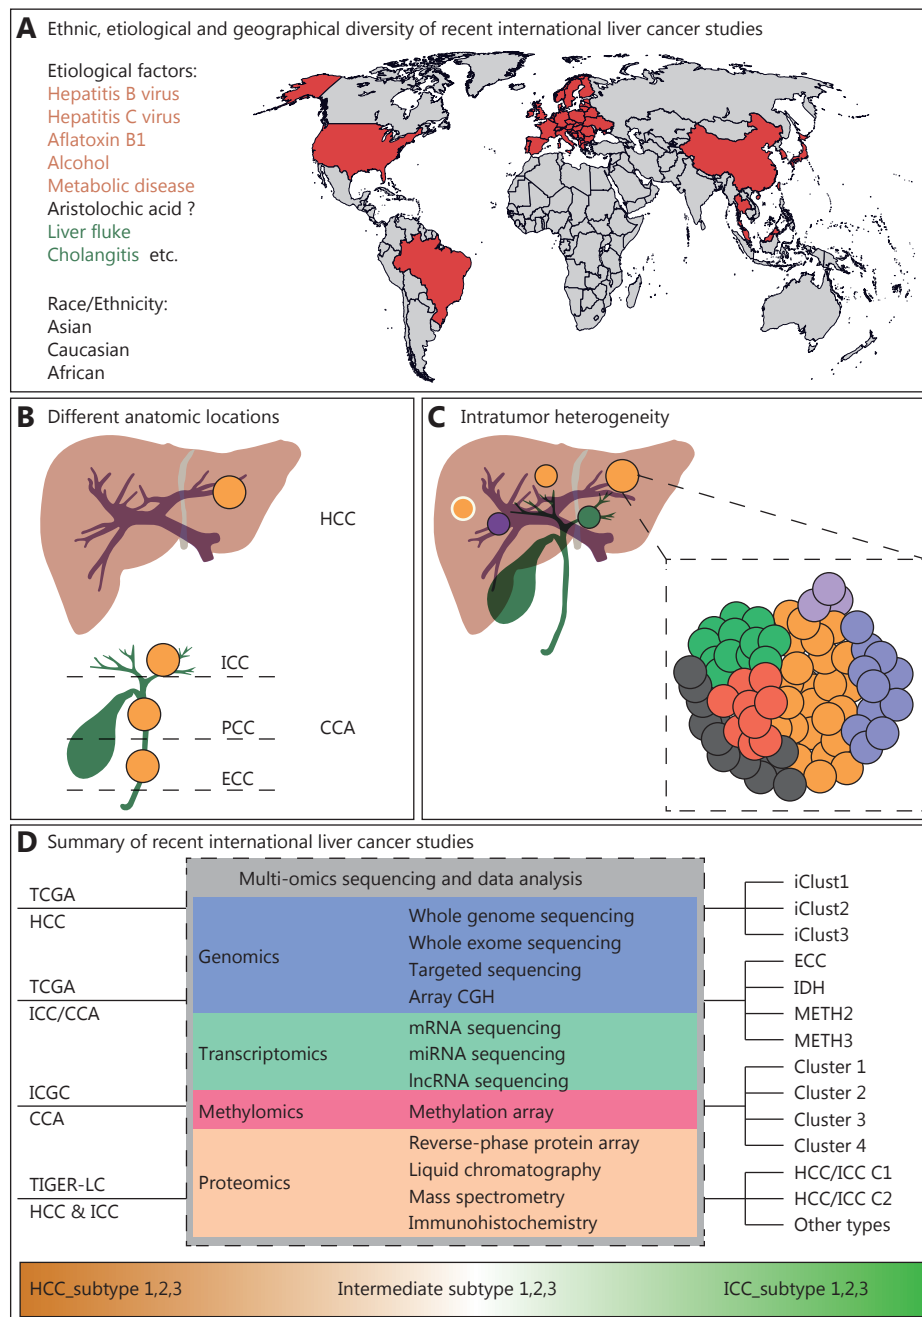 A Ethnic, etiological and geographical diversity of recent international liver cancer studies
Etiological factors:
Hepatitis B virus
Hepatitis C virus
Aflatoxin B1
Alcohol
Metabolic disease
Aristolochic acid ?
Liver fluke
Cholangitis etc.
Race/Ethnicity:
Asian
Caucasian
African
B Different anatomic locations
HCC
ICC
PCC
CCA
ECC
C Intratumor heterogeneity
D Summary of recent international liver cancer studies
TCGA
HCC
TCGA
ICC/CCA
ICGC
CCA
TIGER-LC
HCC & ICC
Multi-omics sequencing and data analysis
Genomics
Whole genome sequencing
Whole exome sequencing
Targeted sequencing
Array CGH
Transcriptomics
mRNA sequencing
miRNA sequencing
lncRNA sequencing
Methylomics
Methylation array
Proteomics
Reverse-phase protein array
Liquid chromatography
Mass spectrometry
Immunohistochemistry
iClust1
iClust2
iClust3
ECC
IDH
METH2
METH3
Cluster 1
Cluster 2
Cluster 3
Cluster 4
HCC/ICC C1
HCC/ICC C2
Other types
HCC_subtype 1,2,3
Intermediate subtype 1,2,3
ICC_subtype 1,2,3